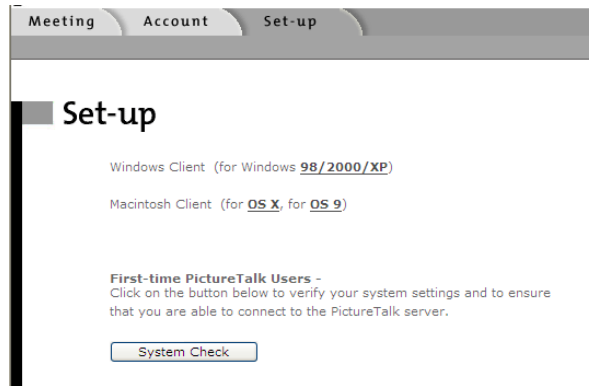 Meeting Account Set-up
Set-up
Windows Client (for Windows 98/2000/XP)
Macintosh Client (for OS X, for OS 9)
First-time PictureTalk Users -
Click on the button below to verify your system settings and to ensure
that you are able to connect to the PictureTalk server.
System Check